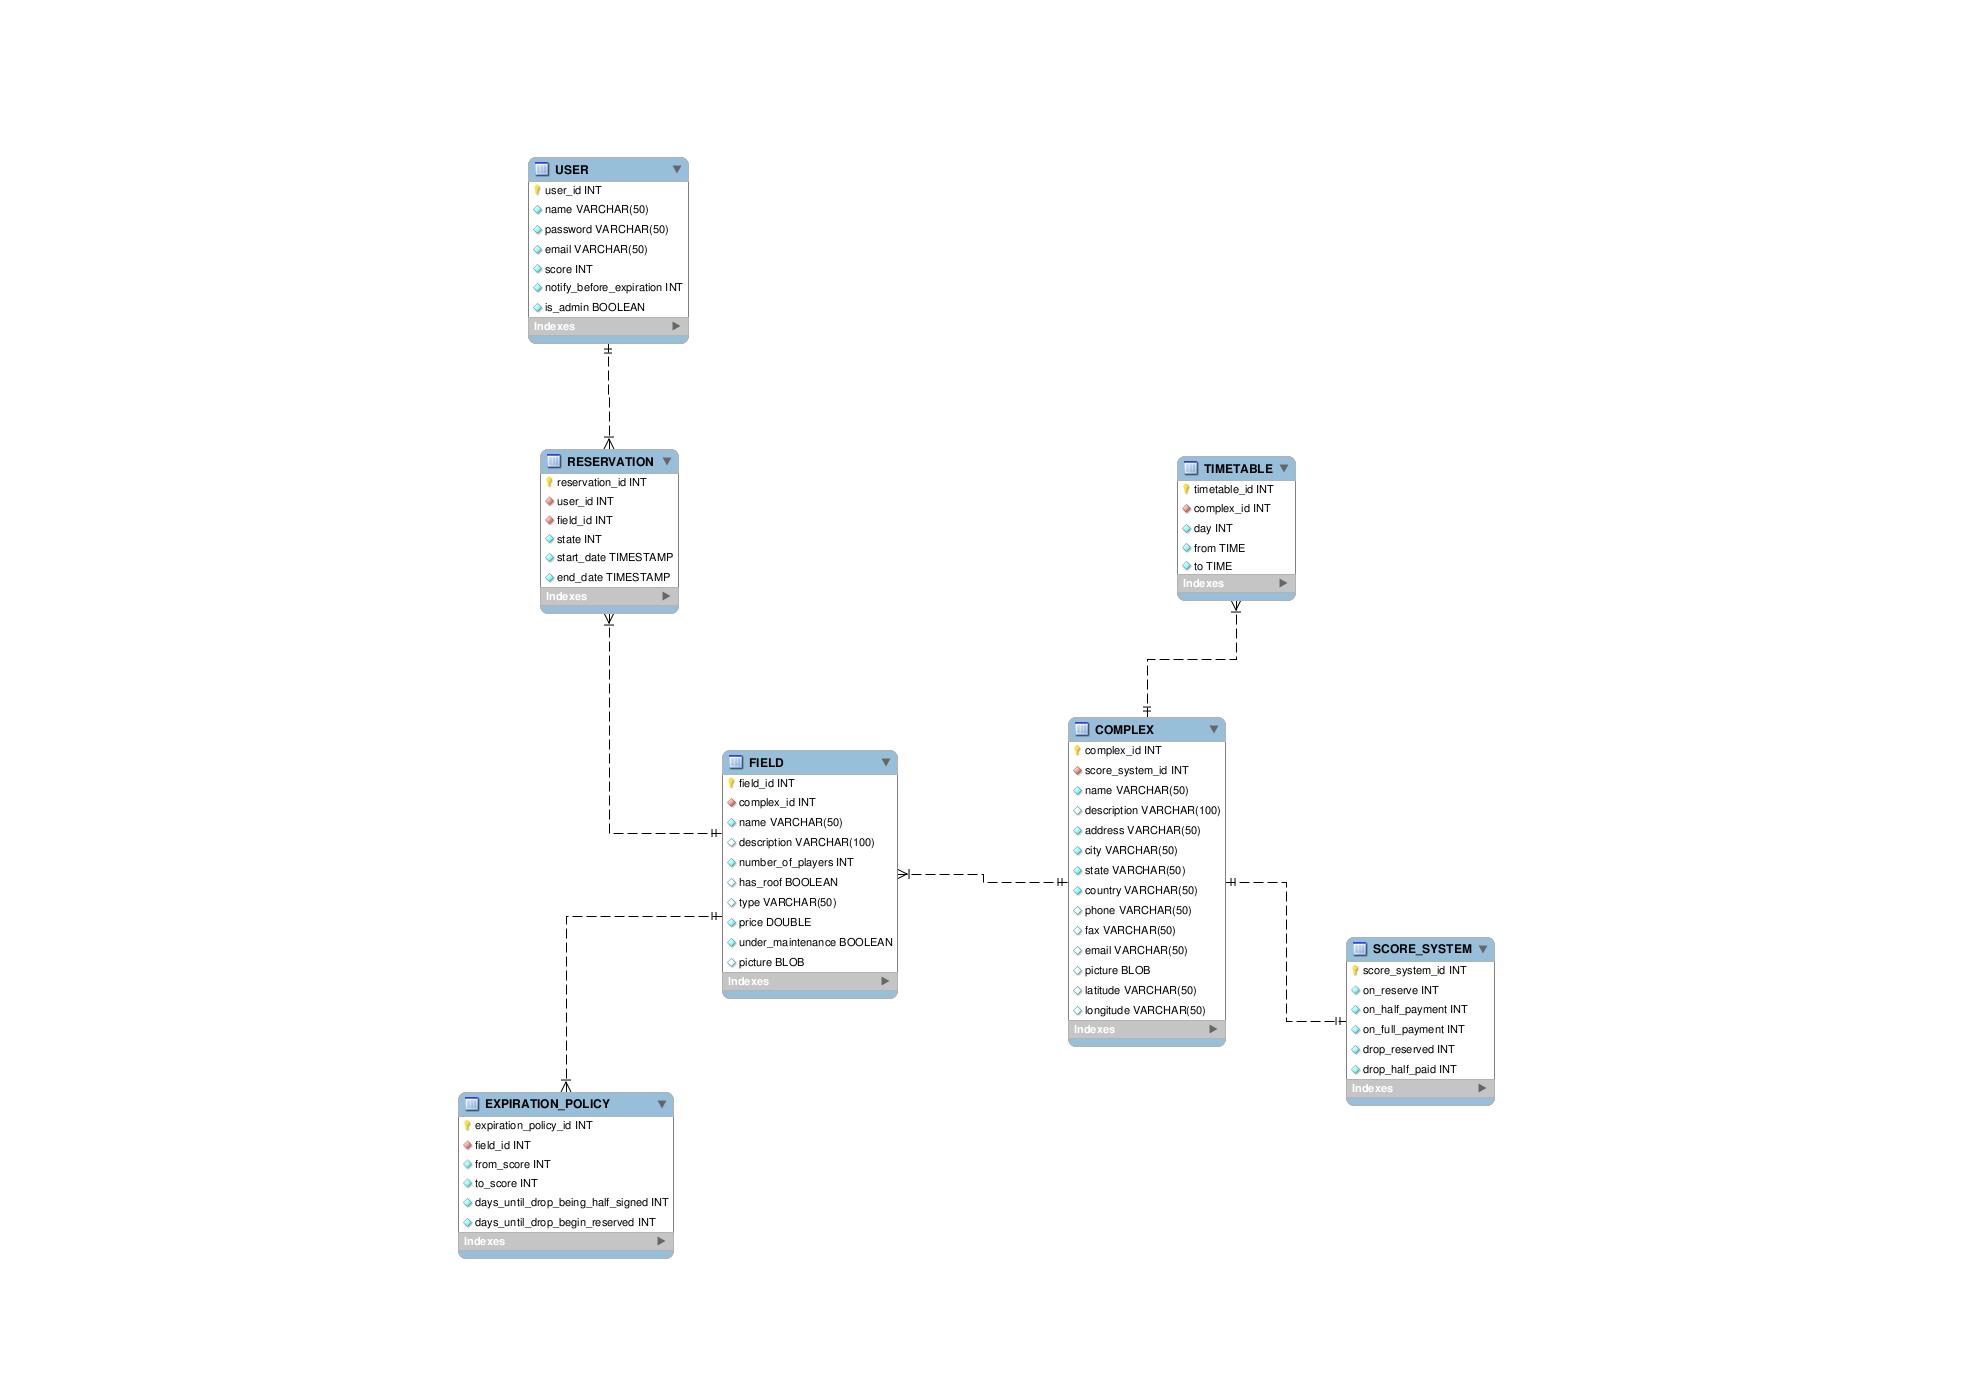 USER
user_id INT
name VARCHAR(50)
password VARCHAR(50)
email VARCHAR(50)
score INT
notify_before_expiration INT
is_admin BOOLEAN
Indexes
RESERVATION
reservation_id INT
user_id INT
field_id INT
state INT
start_date TIMESTAMP
end_date TIMESTAMP
Indexes
TIMETABLE
timetable_id INT
complex_id INT
day INT
from TIME
to TIME
Indexes
FIELD
field_id INT
complex_id INT
name VARCHAR(50)
description VARCHAR(100)
number_of_players INT
has_roof BOOLEAN
type VARCHAR(50)
price DOUBLE
under_maintenance BOOLEAN
picture BLOB
Indexes
COMPLEX
complex_id INT
score_system_id INT
name VARCHAR(50)
description VARCHAR(100)
address VARCHAR(50)
city VARCHAR(50)
state VARCHAR(50)
country VARCHAR(50)
phone VARCHAR(50)
fax VARCHAR(50)
email VARCHAR(50)
picture BLOB
latitude VARCHAR(50)
longitude VARCHAR(50)
Indexes
SCORE_SYSTEM
score_system_id INT
on_reserve INT
on_half_payment INT
on_full_payment INT
drop_reserved INT
drop_half_paid INT
Indexes
EXPIRATION_POLICY
expiration_policy_id INT
field_id INT
from_score INT
to_score INT
days_until_drop_being_half_signed INT
days_until_drop_begin_reserved INT
Indexes